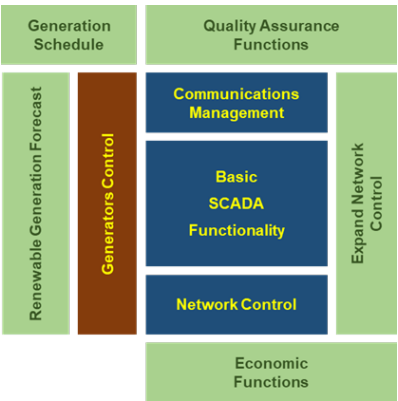 Generation
Schedule
Quality Assurance
Functions
Renewable Generation Forecast
Generators Control
Communications
Management
Basic
SCADA
Functionality
Network Control
Expand Network
Control
Economic
Functions